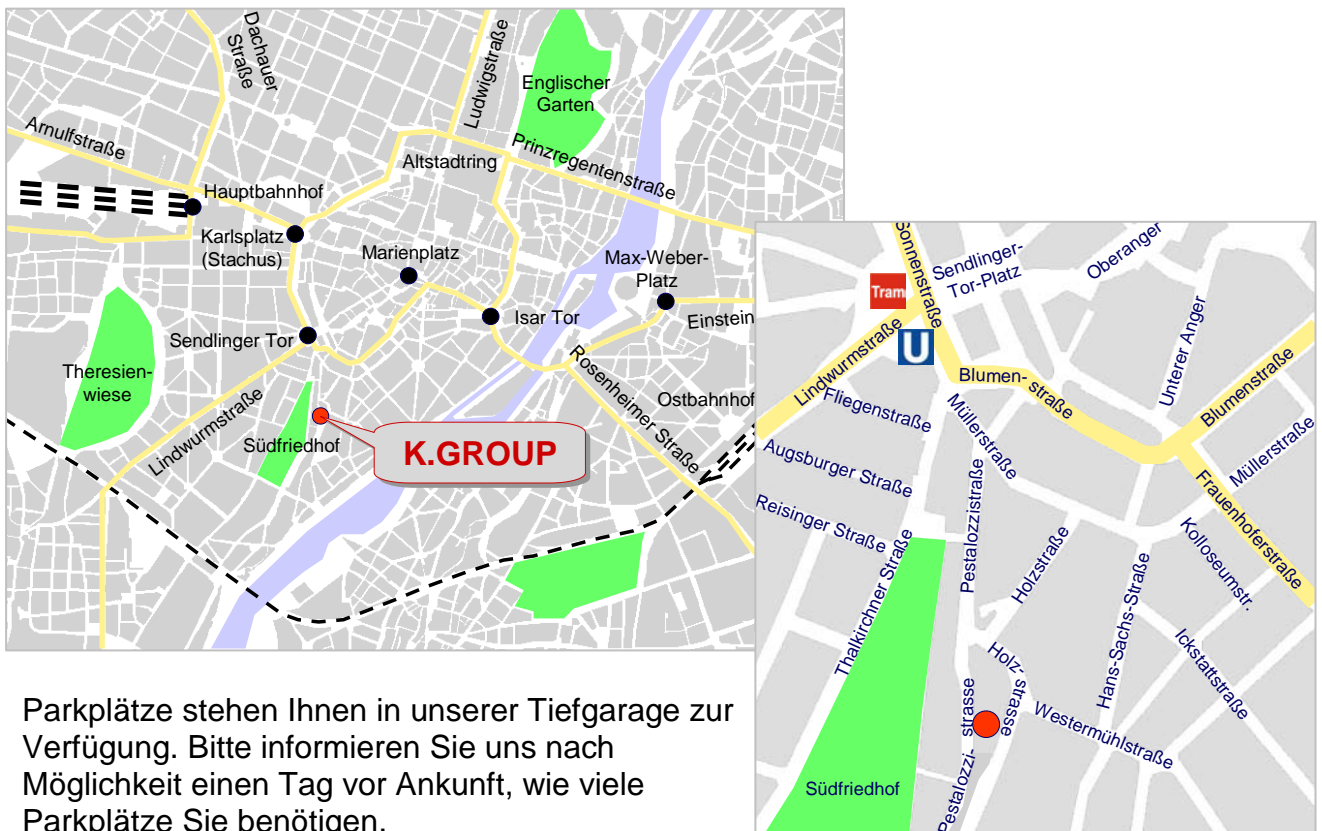 Dachauer
Straße
Ludwigstraße
Englischer
Garten
Arnulfstraße
Prinzregentenstraße
Altstadtring
Hauptbahnhof
Karlsplatz
(Stachus)
Marienplatz
Max-Weber-
Platz
Isar Tor
Einstein
Sendlinger Tor
Theresien-
wiese
Rosenheimer Straße
Ostbahnhof
Lindwurmstraße
Südfriedhof
K.GROUP
Sonnenstraße
Sendlinger-
Tor-Platz
Oberanger
Tram
U
Lindwurmstraße
Unterer Anger
Blumen-straße
Blumenstraße
Fliegenstraße
Müllerstraße
Müllerstraße
Augsburger Straße
Frauenhoferstraße
Reisinger Straße
Pestalozzistraße
Kolloseumstr.
Holzstraße
Thalkirchner Straße
Hans-Sachs-Straße
Ickstattstraße
Holz-strasse
Westermühlstraße
Pestalozzi-strasse
Südfriedhof
Parkplätze stehen Ihnen in unserer Tiefgarage zur
Verfügung. Bitte informieren Sie uns nach
Möglichkeit einen Tag vor Ankunft, wie viele
Parkplätze Sie benötigen.